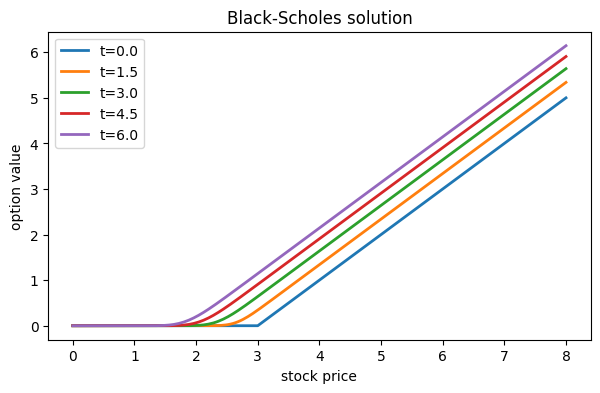 Black-Scholes solution
t=0.0
t=1.5
t=3.0
t=4.5
t=6.0
option value
6
5
4
3
2
1
0
0 1 2 3 4 5 6 7 8
stock price